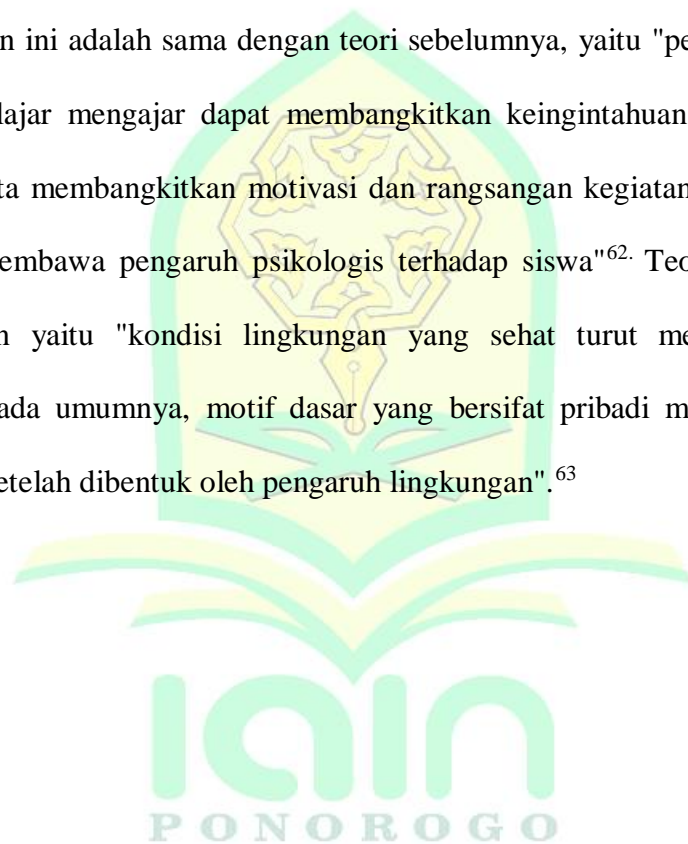 n ini adalah sama dengan teori sebelumnya, yaitu "pe
lajar mengajar dapat membangkitkan keingintahuan
ta membangkitkan motivasi dan rangsangan kegiatan
embawa pengaruh psikologis terhadap siswa"62. Teo
n yaitu "kondisi lingkungan yang sehat turut me
ada umumnya, motif dasar yang bersifat pribadi m
etelah dibentuk oleh pengaruh lingkungan".63
iain
PONOROGO